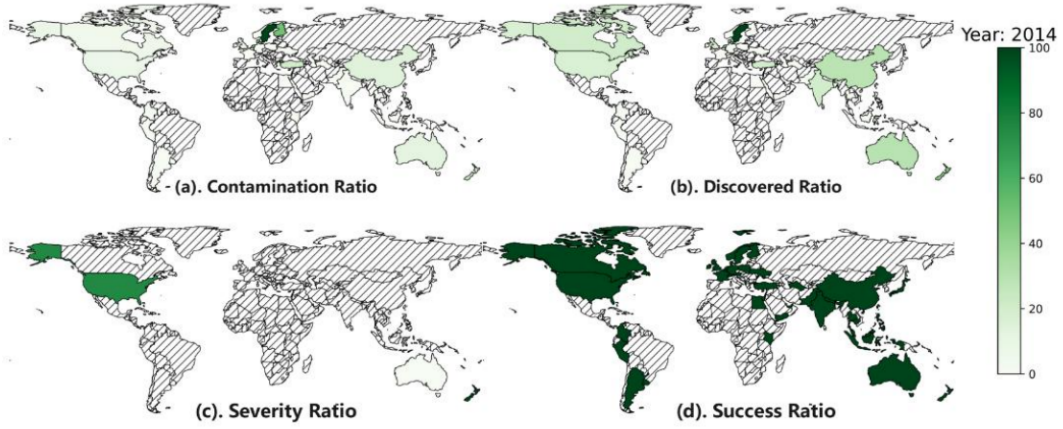 Year: 2014
100
80
60
40
20
0
(a). Contamination Ratio
(b). Discovered Ratio
(c). Severity Ratio
(d). Success Ratio